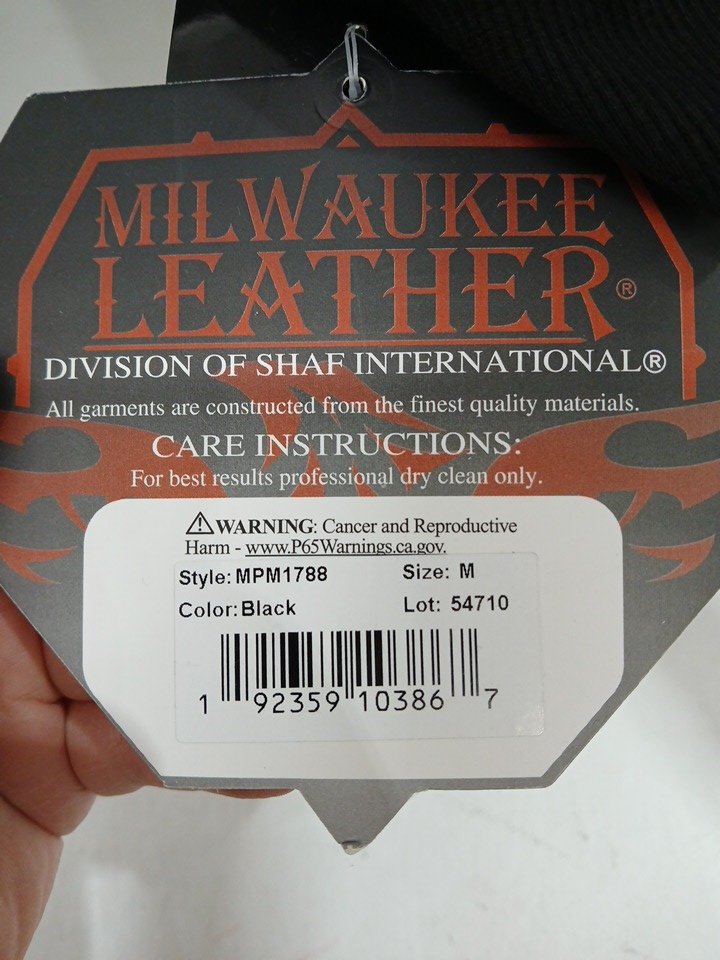 MILWAUKEE
LEATHER®
DIVISION OF SHAF INTERNATIONAL®
All garments are constructed from the finest quality materials.
CARE INSTRUCTIONS:
For best results professional dry clean only.
⚠WARNING: Cancer and Reproductive
Harm - www.P65Warnings.ca.gov.
Style: MPM1788 Size: M
Color: Black Lot: 54710
1 92359 10386 7